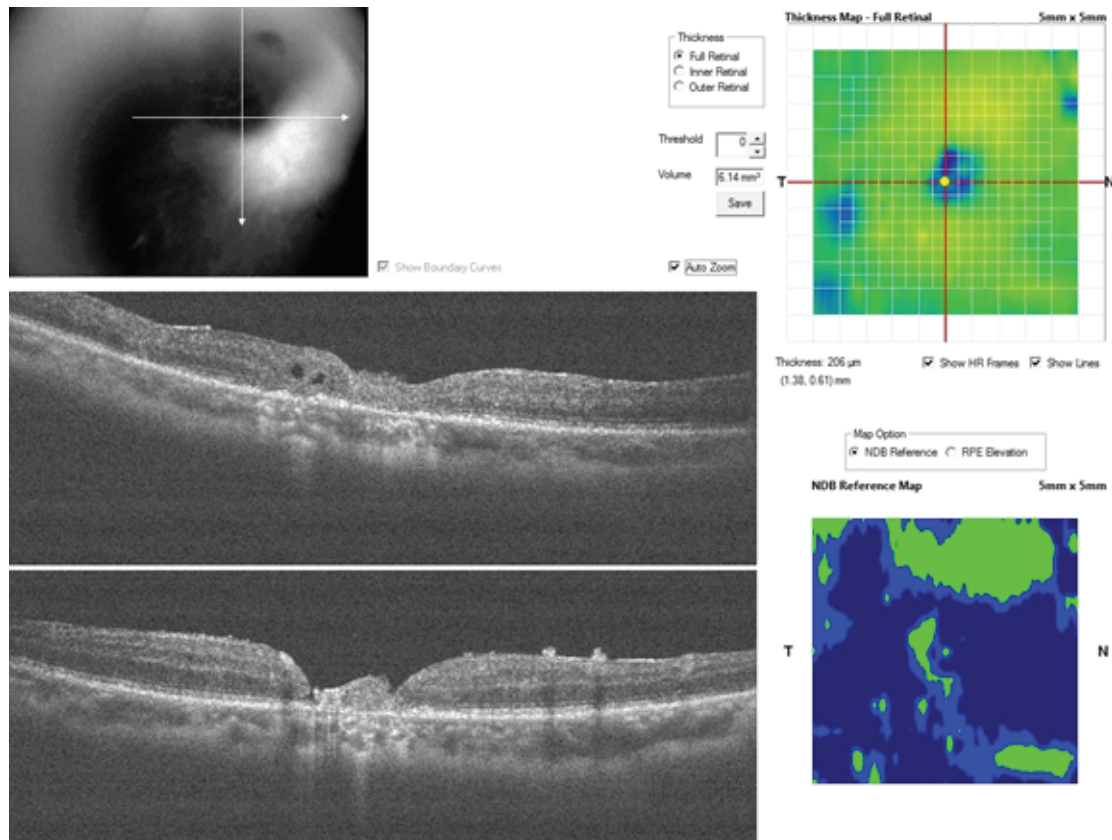 Thickness
Full Retinal
Inner Retinal
Outer Retinal
Threshold 0
Volume 6.14 mm³
Save
Show Boundary Curves
Auto Zoom
Thickness Map - Full Retinal 5mm x 5mm
T N
Thickness: 206 µm
Show HR Frames
Show Lines
(1.38, 0.61) mm
Map Option
NDB Reference
RPE Elevation
NDB Reference Map 5mm x 5mm
T N